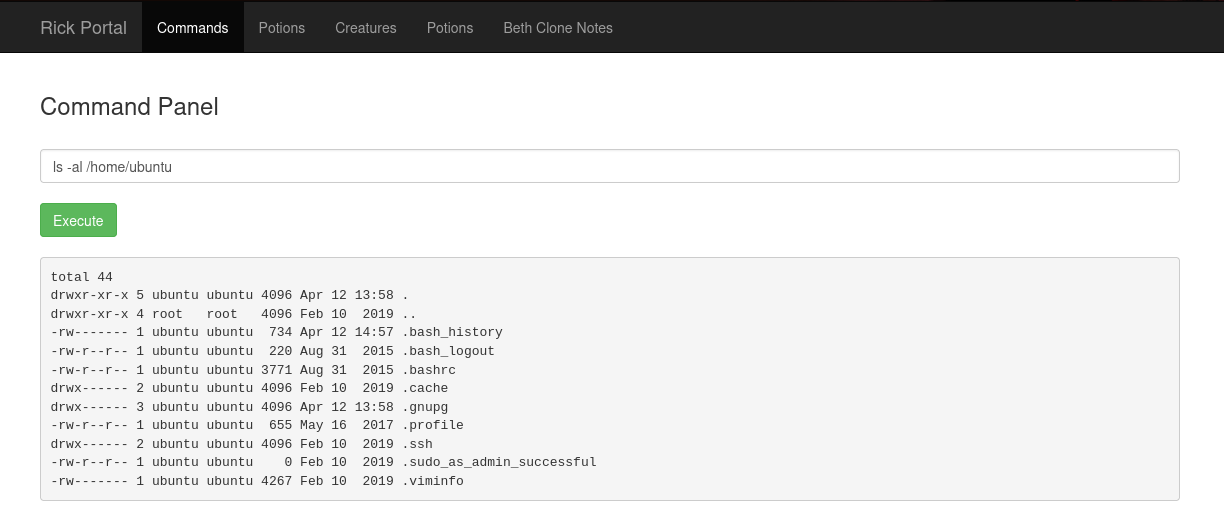 Rick Portal Commands Potions Creatures Potions Beth Clone Notes
Command Panel
ls -al /home/ubuntu
Execute
total 44
drwxr-xr-x 5 ubuntu ubuntu 4096 Apr 12 13:58 .
drwxr-xr-x 4 root   root   4096 Feb 10  2019 ..
-rw------- 1 ubuntu ubuntu  734 Apr 12 14:57 .bash_history
-rw-r--r-- 1 ubuntu ubuntu  220 Aug 31  2015 .bash_logout
-rw-r--r-- 1 ubuntu ubuntu 3771 Aug 31  2015 .bashrc
drwx------ 2 ubuntu ubuntu 4096 Feb 10  2019 .cache
drwx------ 3 ubuntu ubuntu 4096 Apr 12 13:58 .gnupg
-rw-r--r-- 1 ubuntu ubuntu  655 May 16  2017 .profile
drwx------ 2 ubuntu ubuntu 4096 Feb 10  2019 .ssh
-rw-r--r-- 1 ubuntu ubuntu    0 Feb 10  2019 .sudo_as_admin_successful
-rw------- 1 ubuntu ubuntu 4267 Feb 10  2019 .viminfo